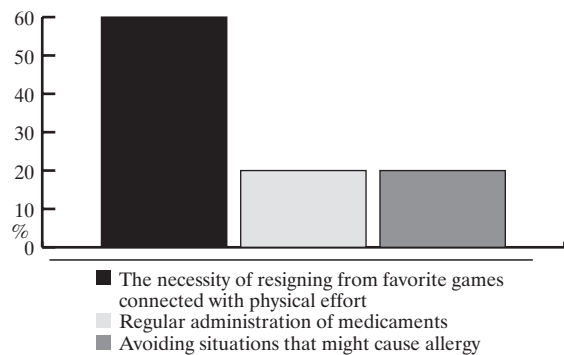 60
50
40
30
20
10
%
0
The necessity of resigning from favorite games
connected with physical effort
Regular administration of medicaments
Avoiding situations that might cause allergy